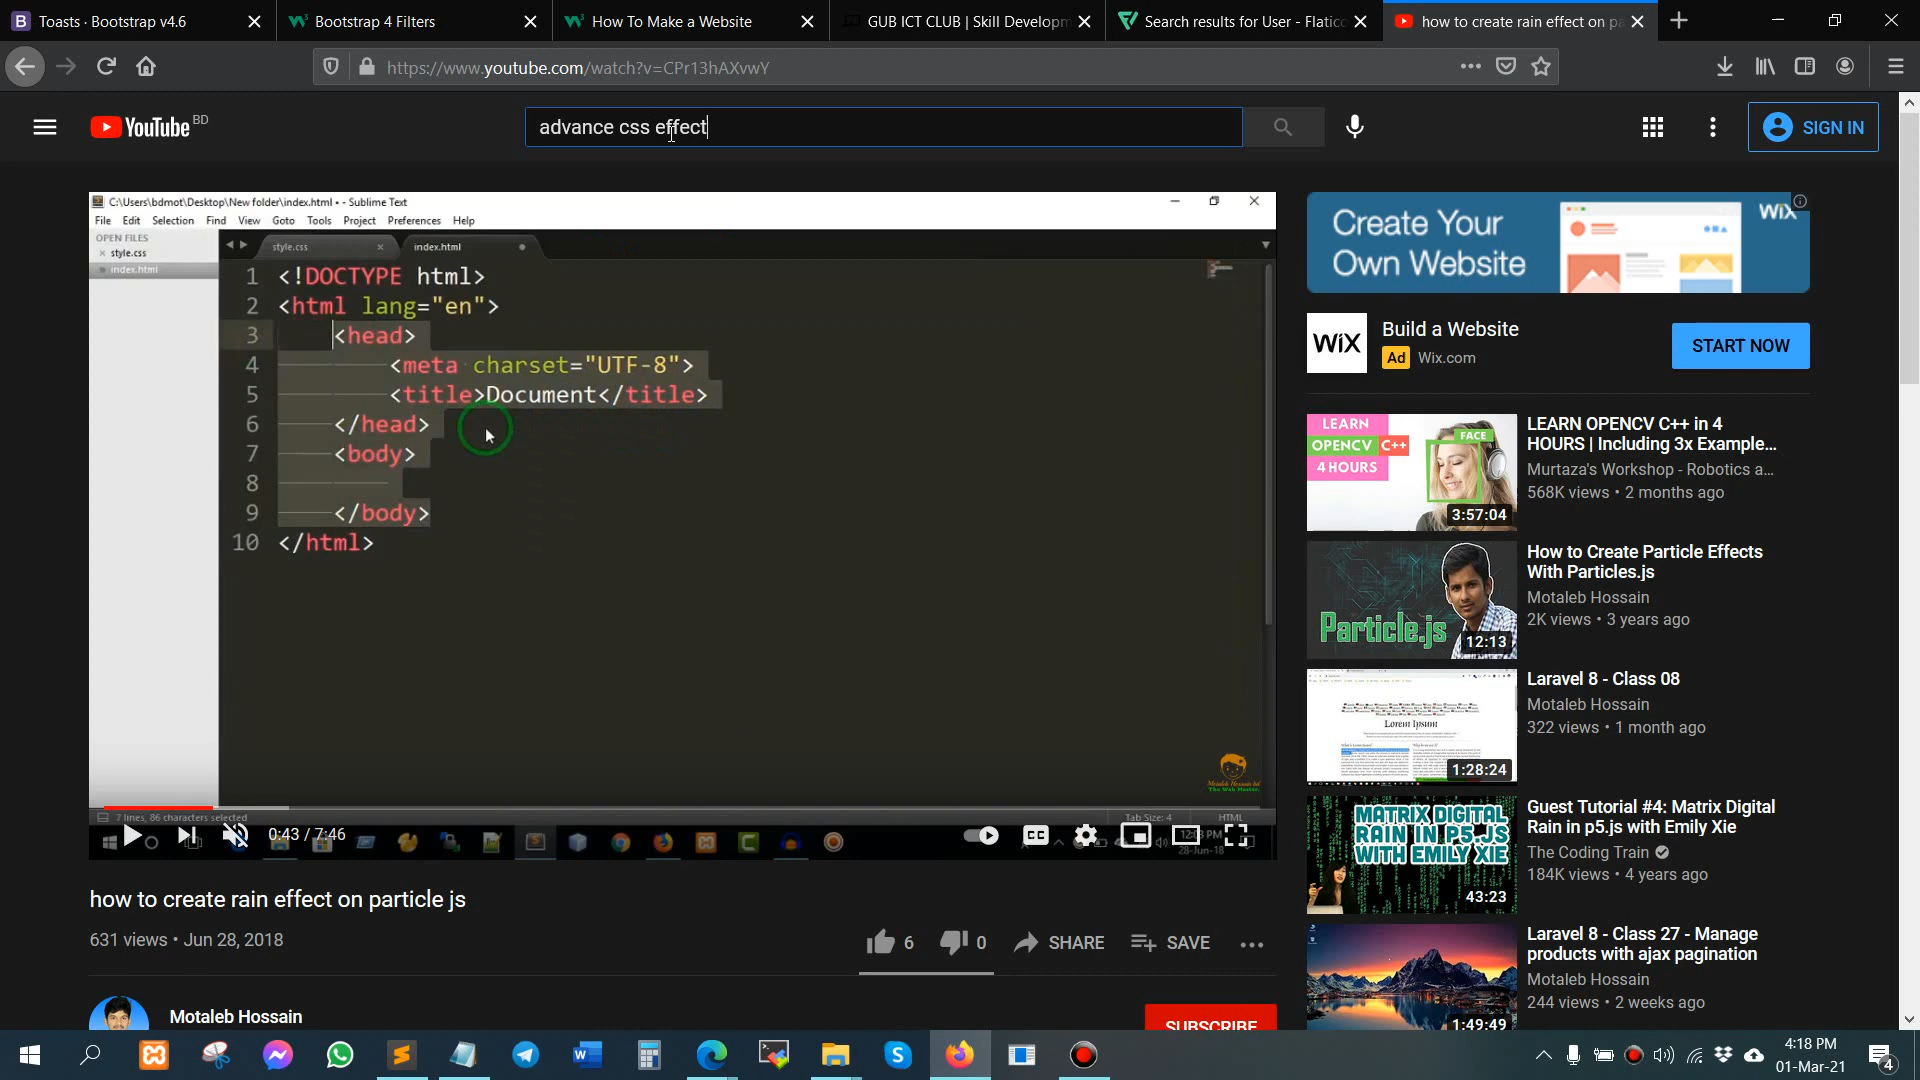 Toasts · Bootstrap v4.6
Bootstrap 4 Filters
How To Make a Website
GUB ICT CLUB | Skill Developm
Search results for User - Flatic
how to create rain effect on pa
https://www.youtube.com/watch?v=CPr13hAXvwY
YouTube BD
advance css effect
SIGN IN
C:\Users\bdmot\Desktop\New folder\index.html • - Sublime Text
File Edit Selection Find View Goto Tools Project Preferences Help
OPEN FILES
style.css
index.html
style.css
index.html
1 <!DOCTYPE html>
2 <html lang="en">
3 <head>
4 <meta charset="UTF-8">
5 <title>Document</title>
6 </head>
7 <body>
8
9 </body>
10 </html>
Motaleb Hossain bd
The Web Master.
7 lines, 86 characters selected
Tab Size: 4
HTML
0:43 / 7:46
CC
28-Jun-18
how to create rain effect on particle js
631 views • Jun 28, 2018
6
0
SHARE
SAVE
Motaleb Hossain
SUBSCRIBE
Create Your
Own Website
WiX
WiX
Build a Website
Ad Wix.com
START NOW
LEARN
OPENCV C++
4 HOURS
FACE
3:57:04
LEARN OPENCV C++ in 4
HOURS | Including 3x Example...
Murtaza's Workshop - Robotics a...
568K views • 2 months ago
Particle.js
12:13
How to Create Particle Effects
With Particles.js
Motaleb Hossain
2K views • 3 years ago
Lorem Ipsum
1:28:24
Laravel 8 - Class 08
Motaleb Hossain
322 views • 1 month ago
MATRIX DIGITAL
RAIN IN P5.JS
WITH EMILY XIE
43:23
Guest Tutorial #4: Matrix Digital
Rain in p5.js with Emily Xie
The Coding Train
184K views • 4 years ago
1:49:49
Laravel 8 - Class 27 - Manage
products with ajax pagination
Motaleb Hossain
244 views • 2 weeks ago
4:18 PM
01-Mar-21
4